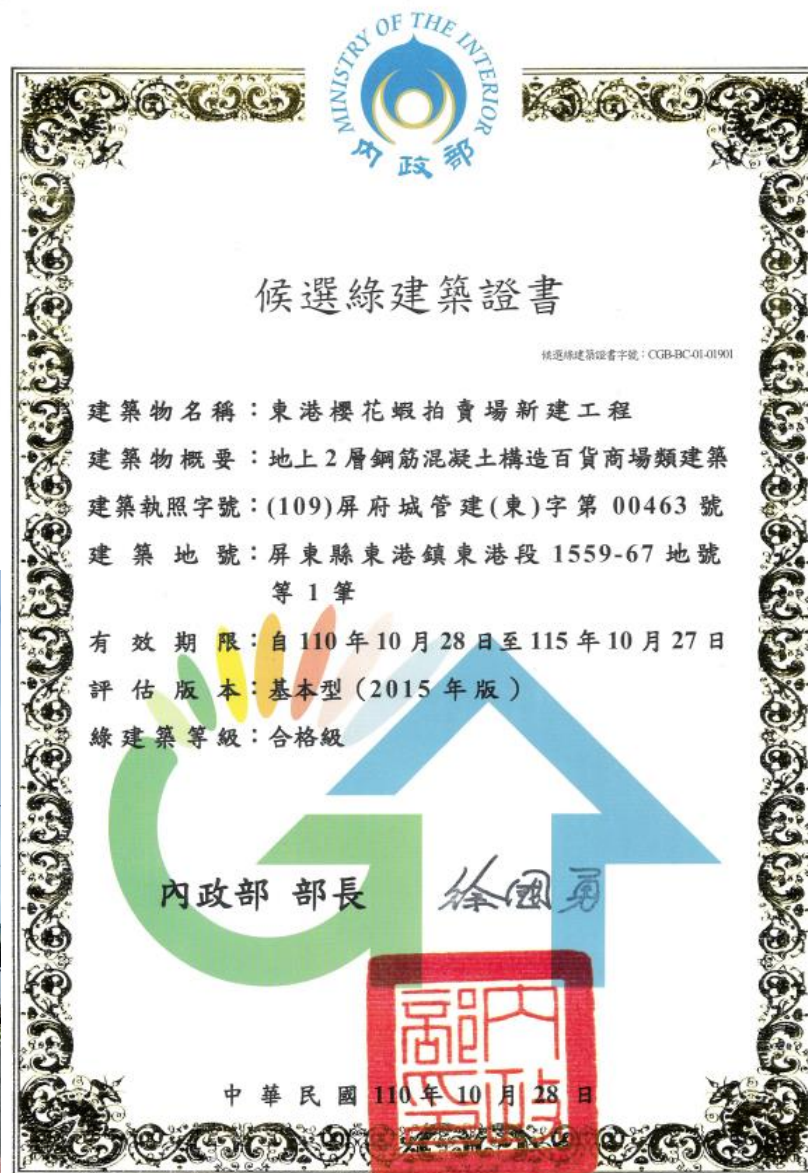 MINISTRY OF THE INTERIOR
內政部
候選綠建築證書
候選綠建築證書字號：CGB-BC-01-01901
建築物名稱：東港櫻花蝦拍賣場新建工程
建築物概要：地上2層鋼筋混凝土構造百貨商場類建築
建築執照字號：(109)屏府城管建(東)字第 00463 號
建築地號：屏東縣東港鎮東港段 1559-67 地號
等 1 筆
有效期限：自 110 年 10 月 28 日至 115 年 10 月 27 日
評估版本：基本型（2015 年版）
綠建築等級：合格級
內政部 部長 徐國勇
內政部印
中華民國 110 年 10 月 28 日